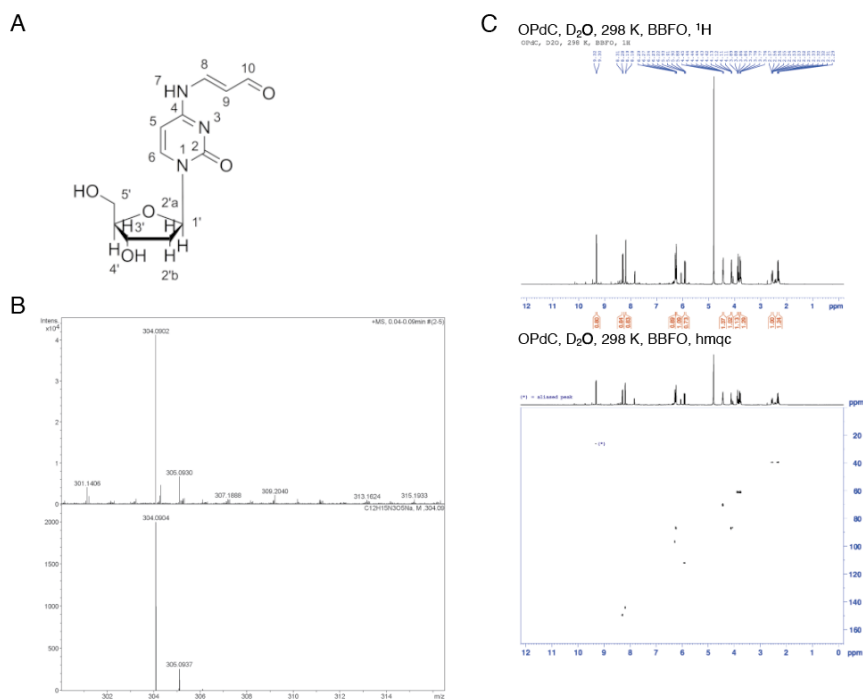 A
10
8
HN
7
O
9
4
5
3
N
6
1
2
N
O
HO
5'
2'a
O
H
H
3'
1'
H
H
OH
4'
2'b
B
Intens.
x10⁴
+MS, 0.04-0.09min #(2-5)
304.0902
4
3
2
1
305.0930
301.1406
307.1888
309.2040
313.1624
315.1933
0
C12H15N3O5Na, M ,304.09
304.0904
2000
1500
1000
500
305.0937
0
302
304
306
308
310
312
314
m/z
C
OPdC, D₂O, 298 K, BBFO, ¹H
OPdC, D2O, 298 K, BBFO, 1H
12 11 10 9 8 7 6 5 4 3 2 1 ppm
OPdC, D₂O, 298 K, BBFO, hmqc
(*) = aliased peak
ppm
(*)
20
40
60
80
100
120
140
160
12 11 10 9 8 7 6 5 4 3 2 1 0 ppm